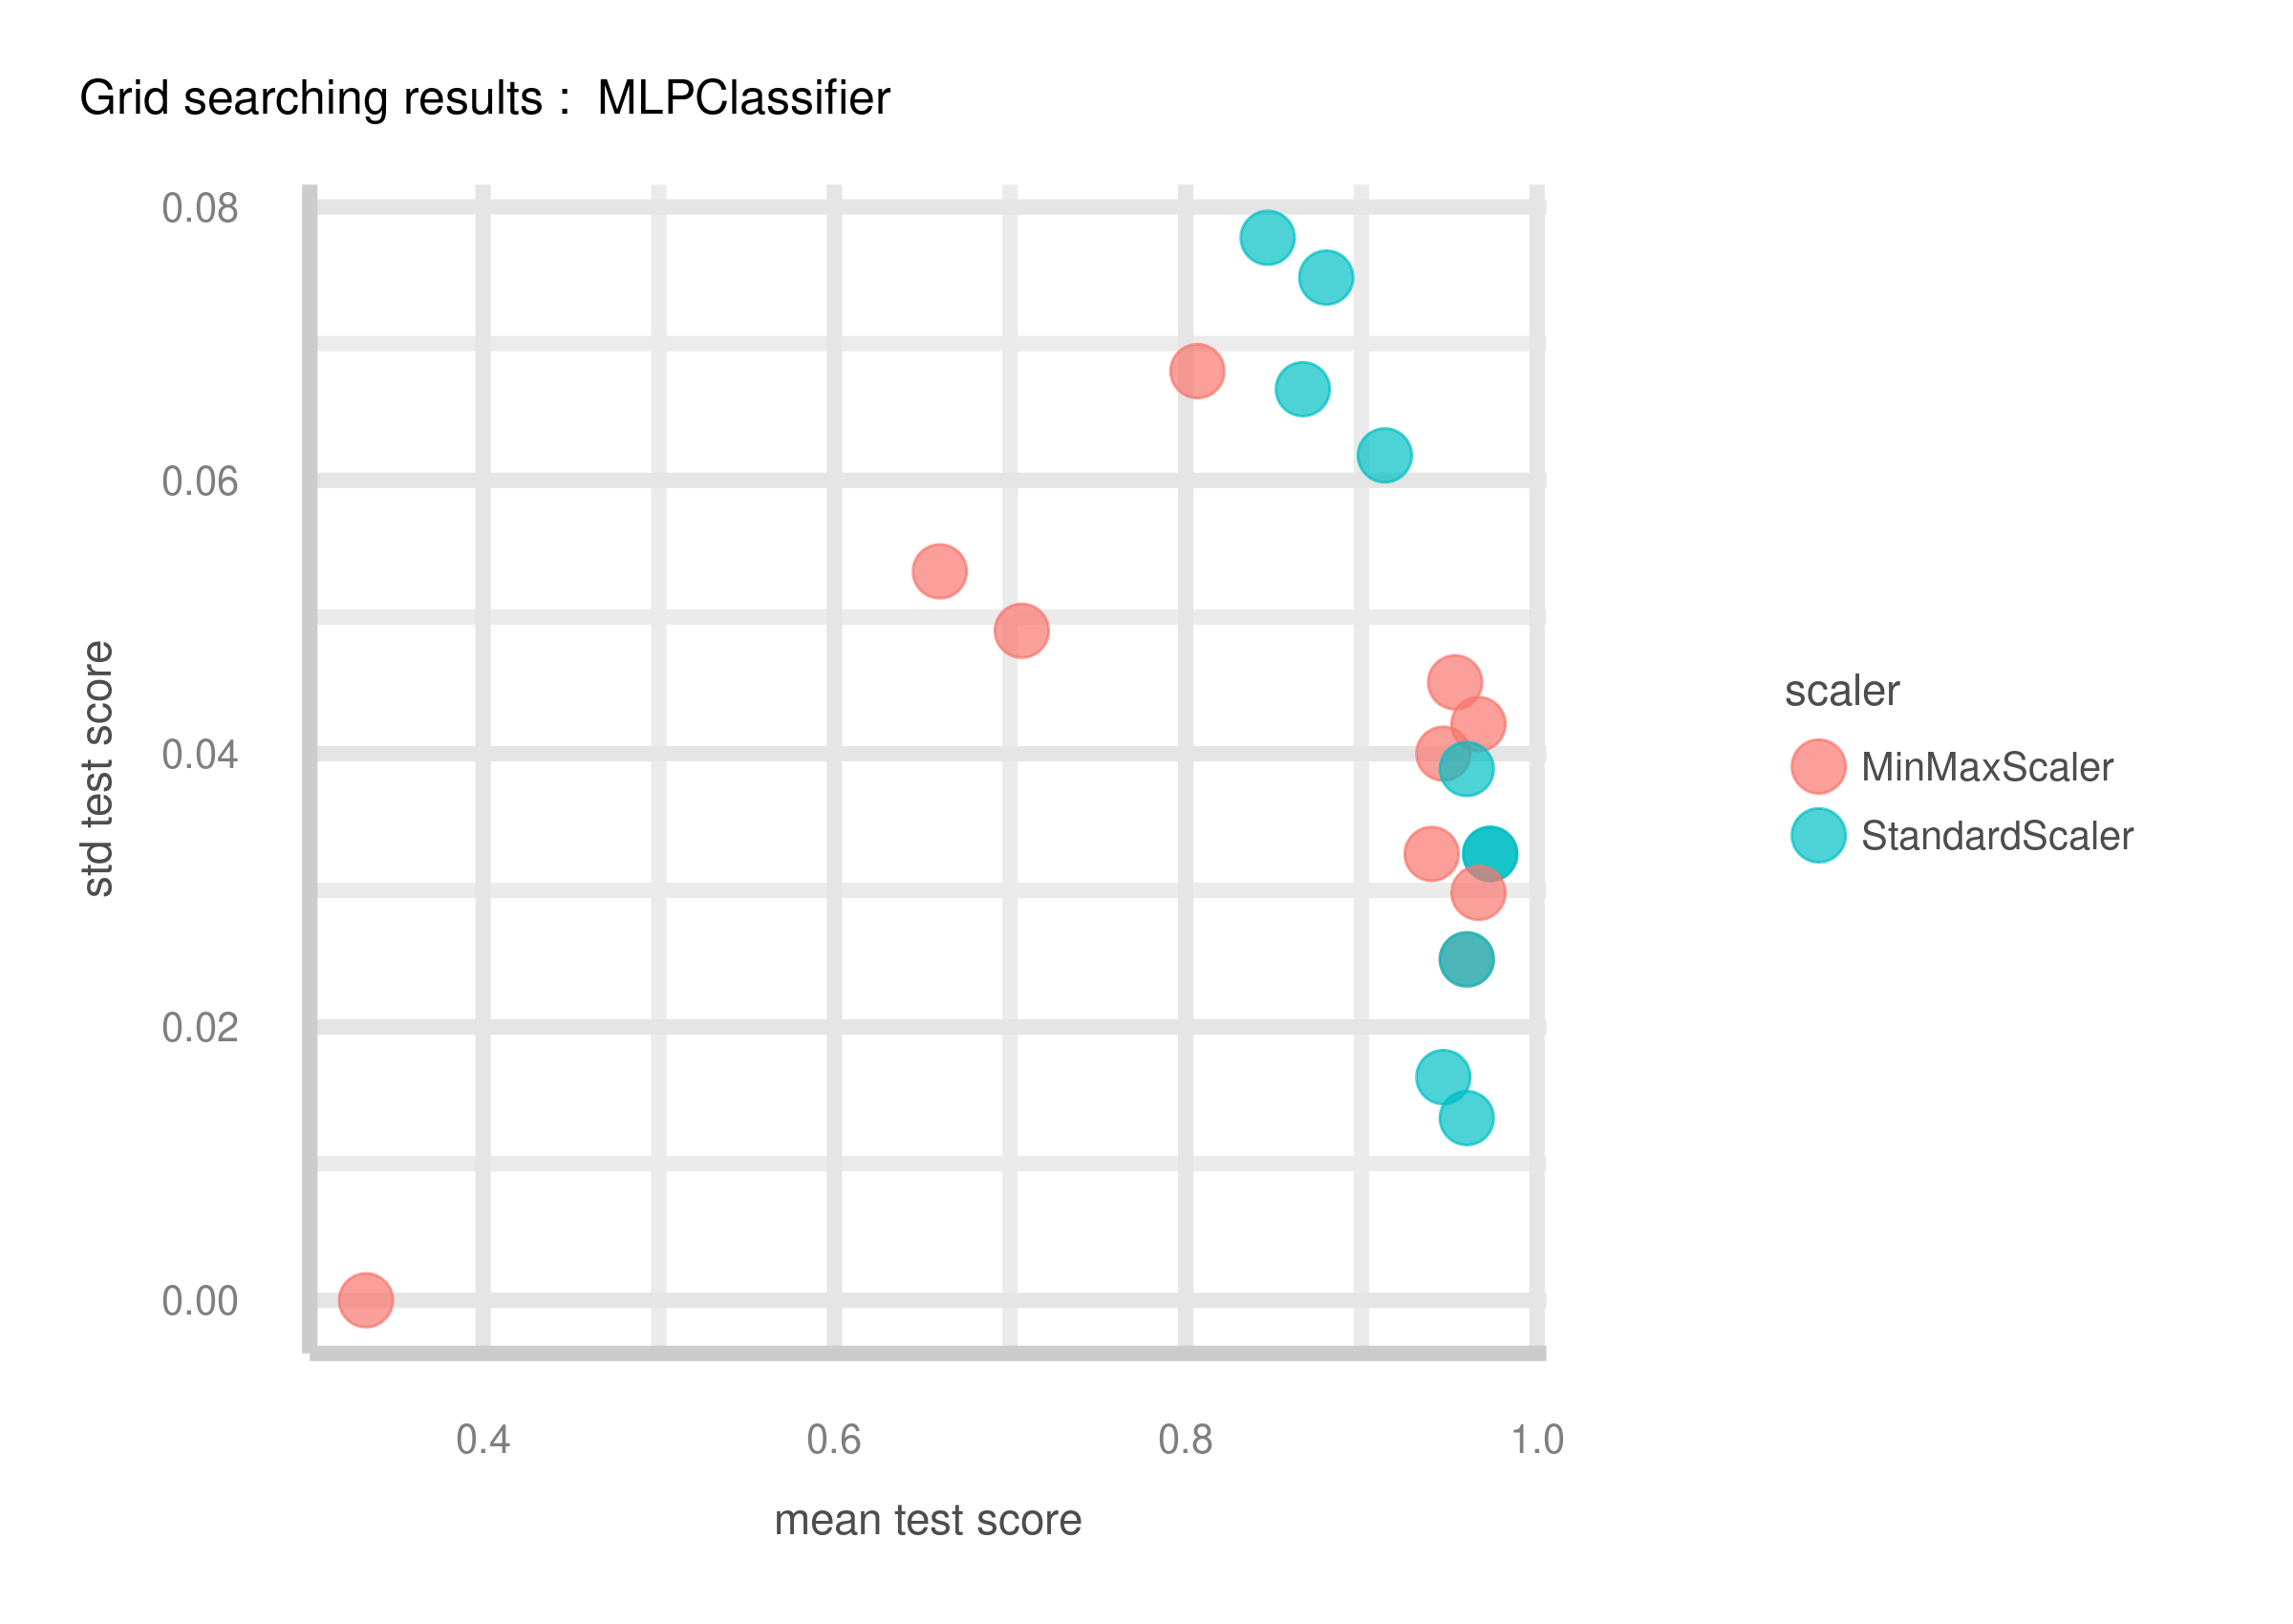 Grid searching results :  MLPClassifier
0.08
0.06
0.04
0.02
0.00
std test score
0.4
0.6
0.8
1.0
mean test score
scaler
MinMaxScaler
StandardScaler